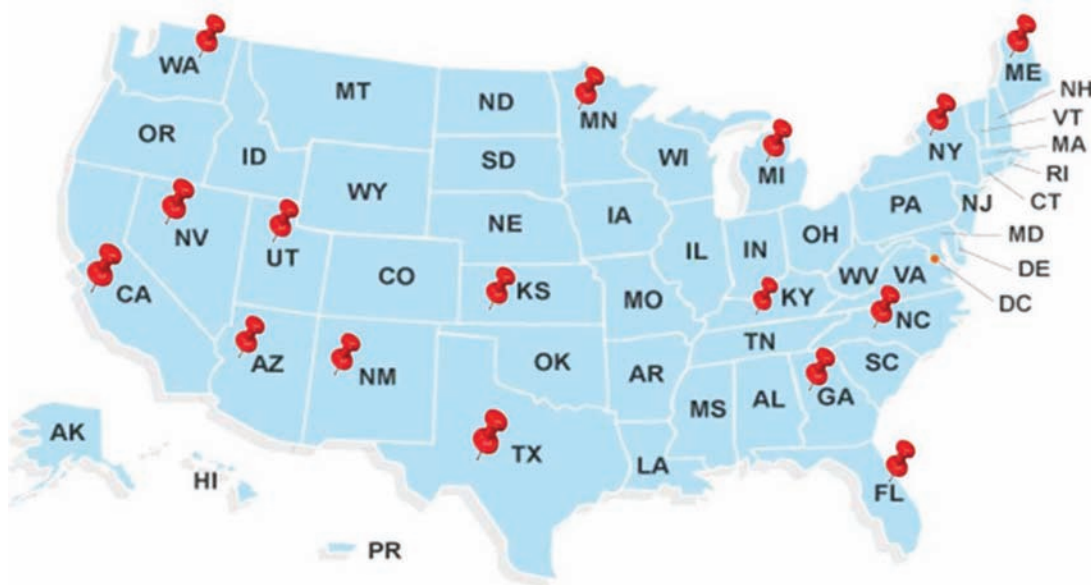 WA
MT
ND
MN
ME
NH
VT
MA
RI
CT
OR
ID
SD
WI
MI
NY
WY
NE
IA
PA
NJ
MD
DE
DC
NV
UT
CO
KS
IL
IN
OH
WV
VA
CA
MO
KY
NC
AZ
NM
OK
AR
TN
SC
MS
AL
GA
TX
LA
FL
AK
HI
PR